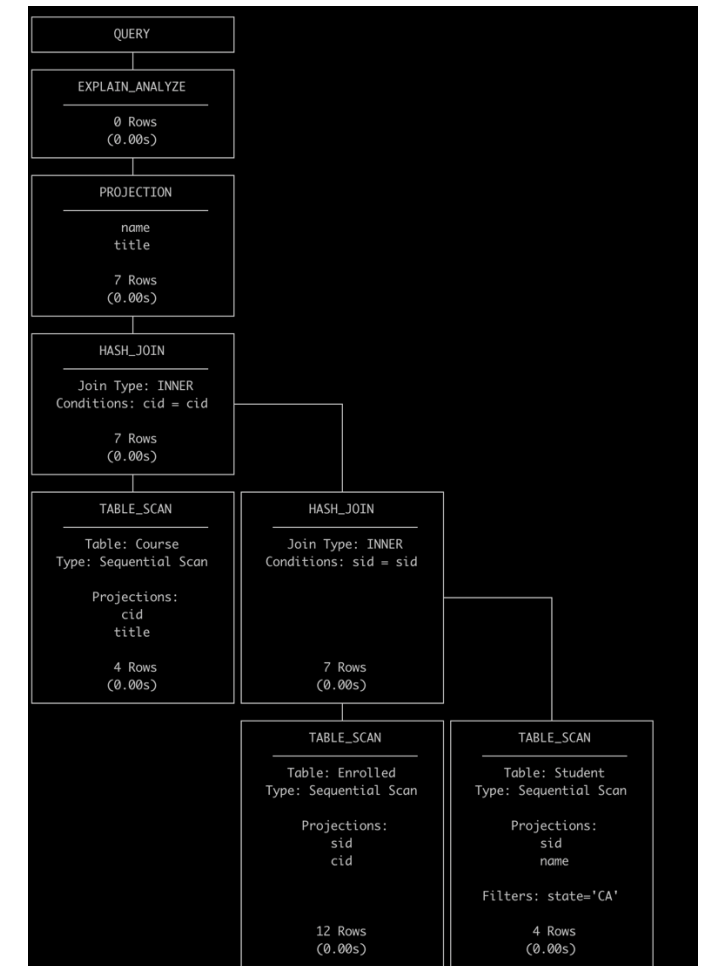 QUERY
EXPLAIN_ANALYZE
0 Rows
(0.00s)
PROJECTION
name
title
7 Rows
(0.00s)
HASH_JOIN
Join Type: INNER
Conditions: cid = cid
7 Rows
(0.00s)
TABLE_SCAN
Table: Course
Type: Sequential Scan
Projections:
cid
title
4 Rows
(0.00s)
HASH_JOIN
Join Type: INNER
Conditions: sid = sid
7 Rows
(0.00s)
TABLE_SCAN
Table: Enrolled
Type: Sequential Scan
Projections:
sid
cid
12 Rows
(0.00s)
TABLE_SCAN
Table: Student
Type: Sequential Scan
Projections:
sid
name
Filters: state='CA'
4 Rows
(0.00s)